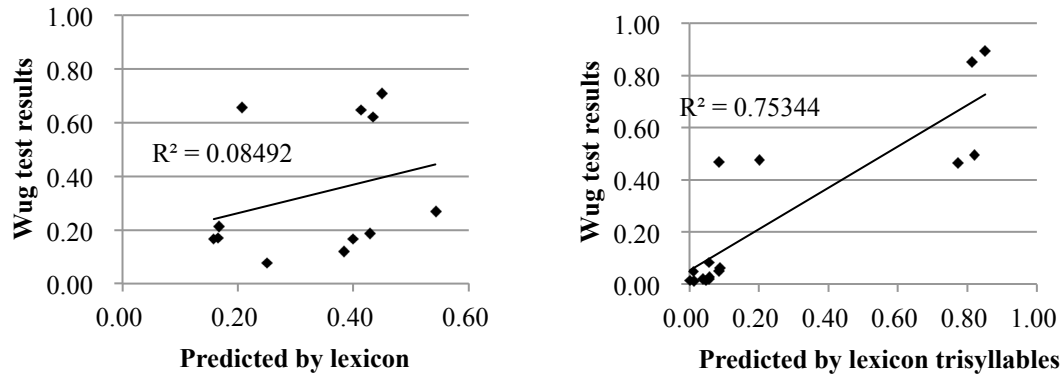 Wug test results
1.00
0.80
0.60
0.40
0.20
0.00
R² = 0.08492
0.00 0.20 0.40 0.60
Predicted by lexicon
Wug test results
1.00
0.80
0.60
0.40
0.20
0.00
R² = 0.75344
0.00 0.20 0.40 0.60 0.80 1.00
Predicted by lexicon trisyllables